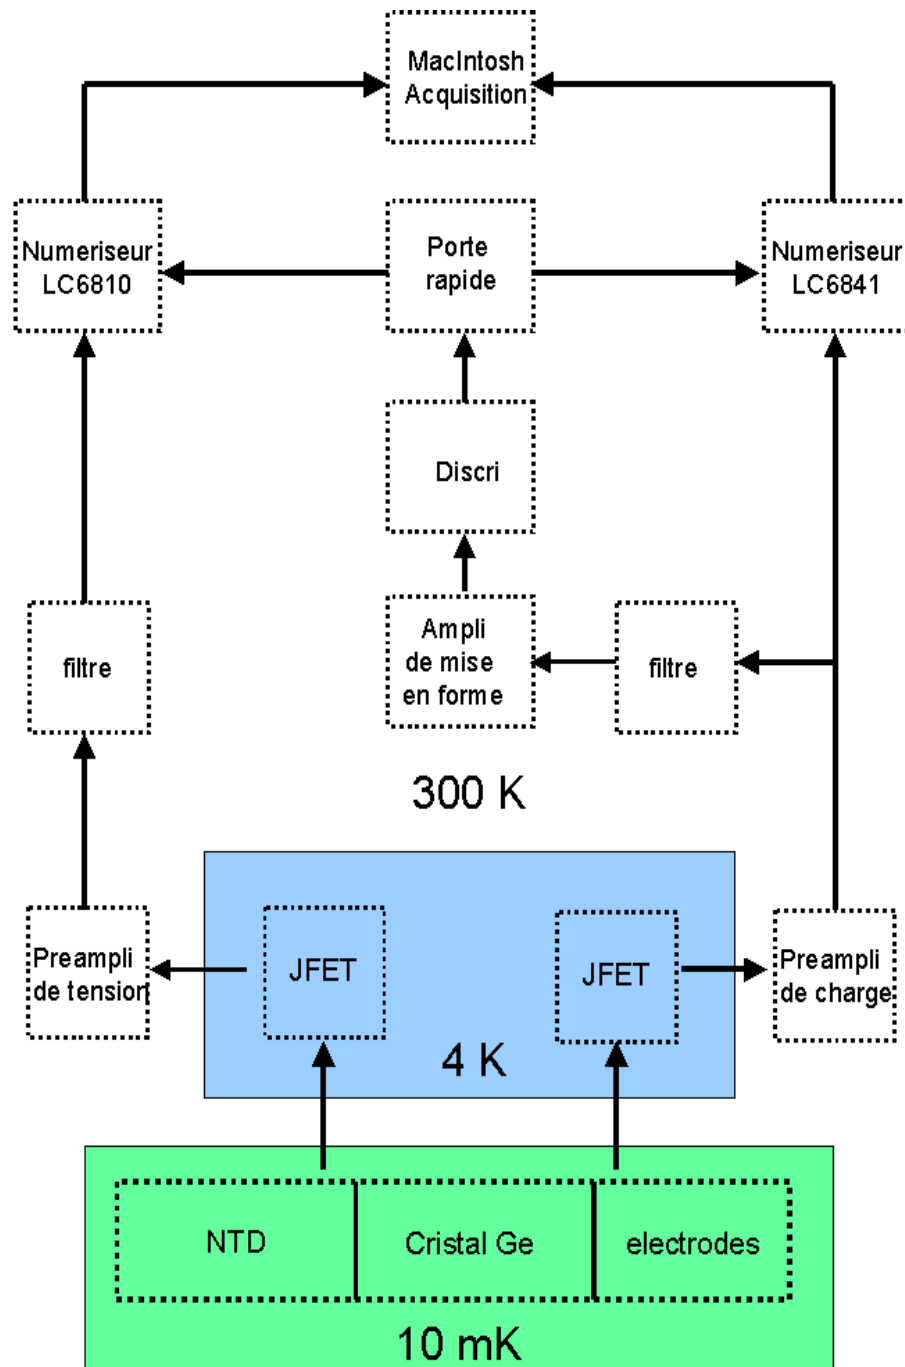 MacIntosh
Acquisition
Numeriseur
LC6810
Porte
rapide
Numeriseur
LC6841
Discri
filtre
Ampli
de mise
en forme
filtre
300 K
Preampli
de tension
JFET
JFET
Preampli
de charge
4 K
NTD
Cristal Ge
electrodes
10 mK